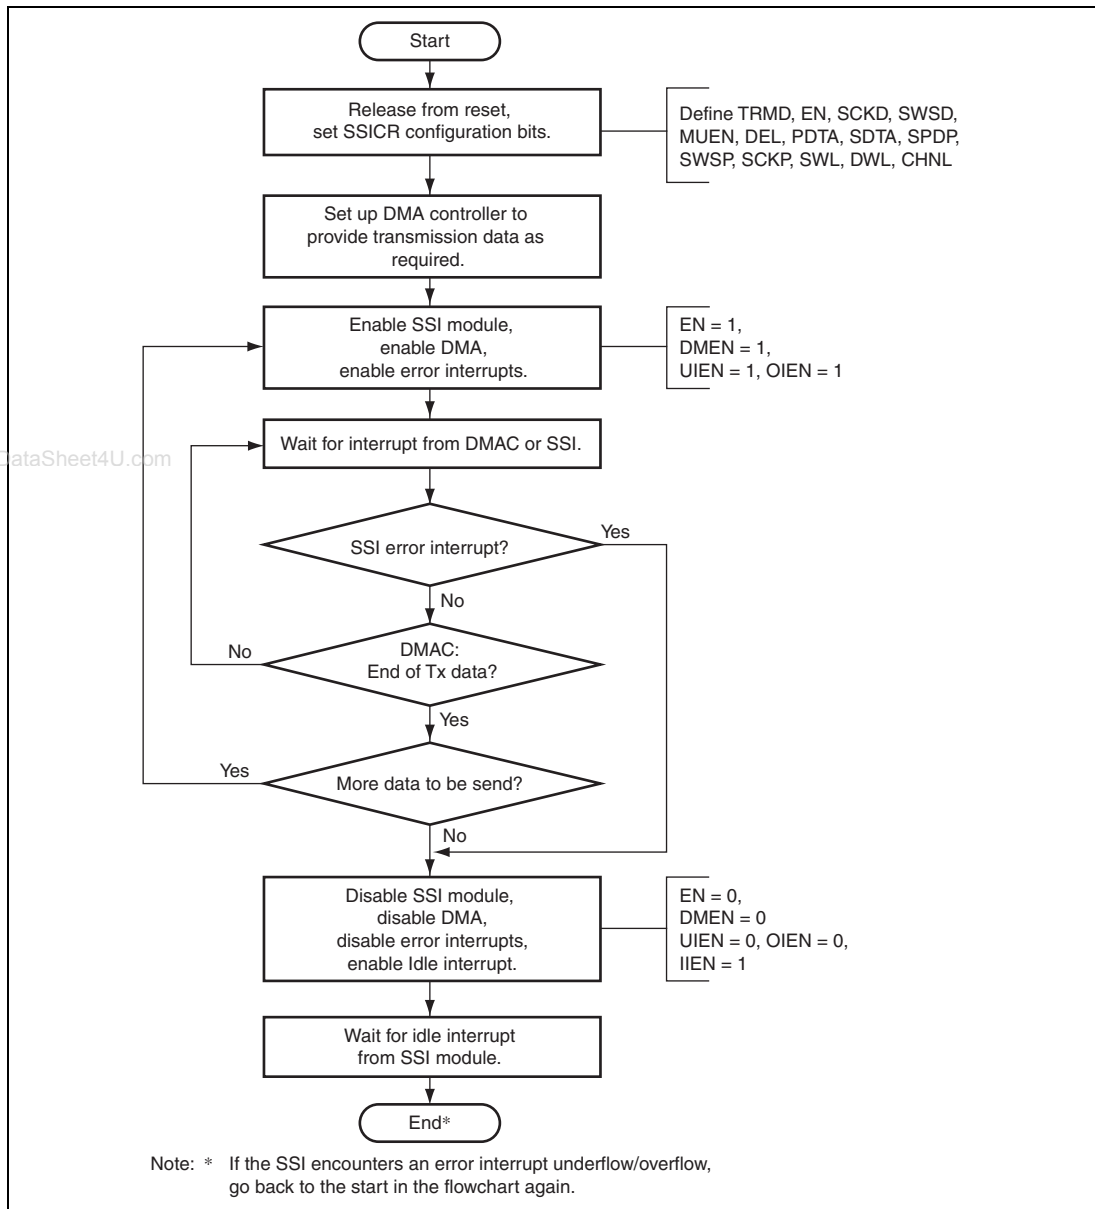 Start
Release from reset,
set SSICR configuration bits.
Define TRMD, EN, SCKD, SWSD,
MUEN, DEL, PDTA, SDTA, SPDP,
SWSP, SCKP, SWL, DWL, CHNL
Set up DMA controller to
provide transmission data as
required.
Enable SSI module,
enable DMA,
enable error interrupts.
EN = 1,
DMEN = 1,
UIEN = 1, OIEN = 1
Wait for interrupt from DMAC or SSI.
DataSheet4U.com
SSI error interrupt?
Yes
No
DMAC:
End of Tx data?
No
Yes
More data to be send?
Yes
No
Disable SSI module,
disable DMA,
disable error interrupts,
enable Idle interrupt.
EN = 0,
DMEN = 0
UIEN = 0, OIEN = 0,
IIEN = 1
Wait for idle interrupt
from SSI module.
End*
Note: * If the SSI encounters an error interrupt underflow/overflow,
go back to the start in the flowchart again.